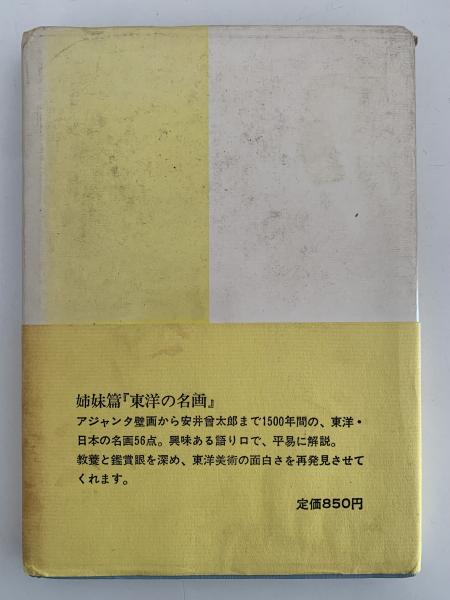 姉妹篇『東洋の名画』
アジャンタ壁画から安井曾太郎まで1500年間の、東洋・
日本の名画56点。興味ある語り口で、平易に解説。
教養と鑑賞眼を深め、東洋美術の面白さを再発見させて
くれます。
定価850円